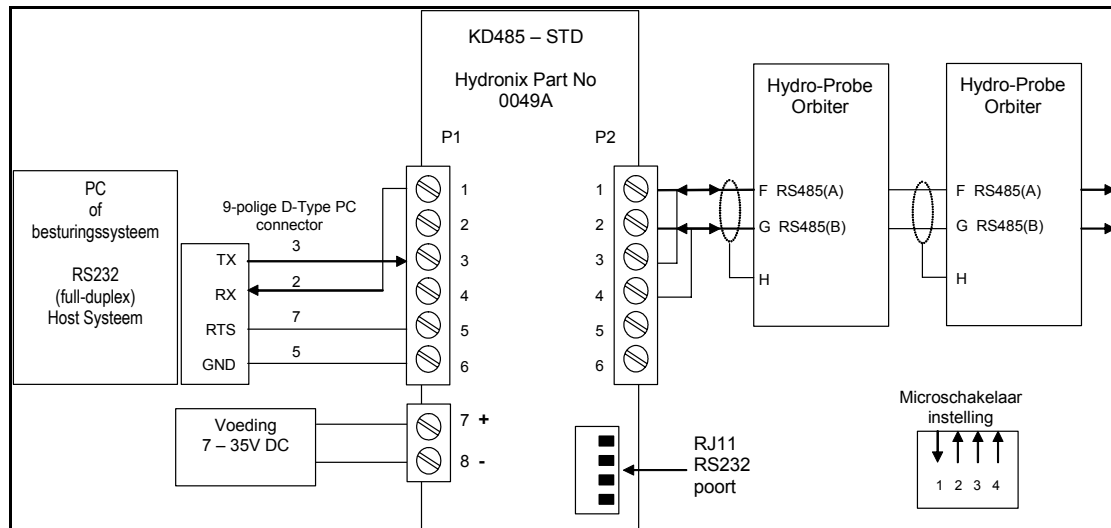 KD485 – STD
Hydronix Part No
0049A
P1
P2
PC
of
besturingssysteem
RS232
(full-duplex)
Host Systeem
9-polige D-Type PC
connector
TX
3
RX
2
RTS
7
GND
5
1
2
3
4
5
6
1
2
3
4
5
6
Hydro-Probe
Orbiter
F RS485(A)
G RS485(B)
H
Hydro-Probe
Orbiter
F RS485(A)
G RS485(B)
H
Voeding
7 – 35V DC
7 +
8 -
RJ11
RS232
poort
Microschakelaar
instelling
1 2 3 4